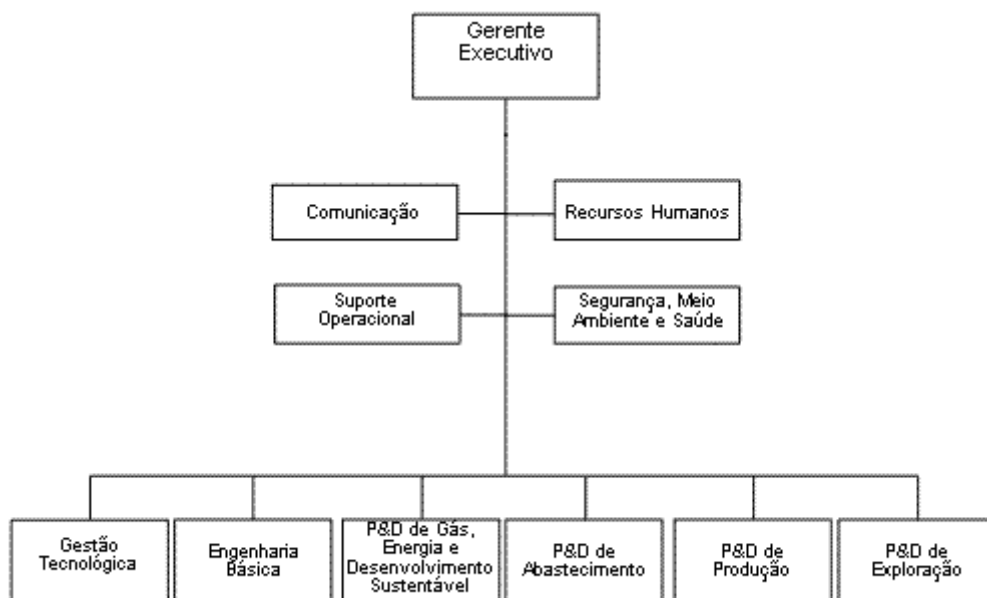 Gerente
Executivo
Comunicação
Recursos Humanos
Suporte
Operacional
Segurança, Meio
Ambiente e Saúde
Gestão
Tecnológica
Engenharia
Básica
P&D de Gás,
Energia e
Desenvolvimento
Sustentável
P&D de
Abastecimento
P&D de
Produção
P&D de
Exploração